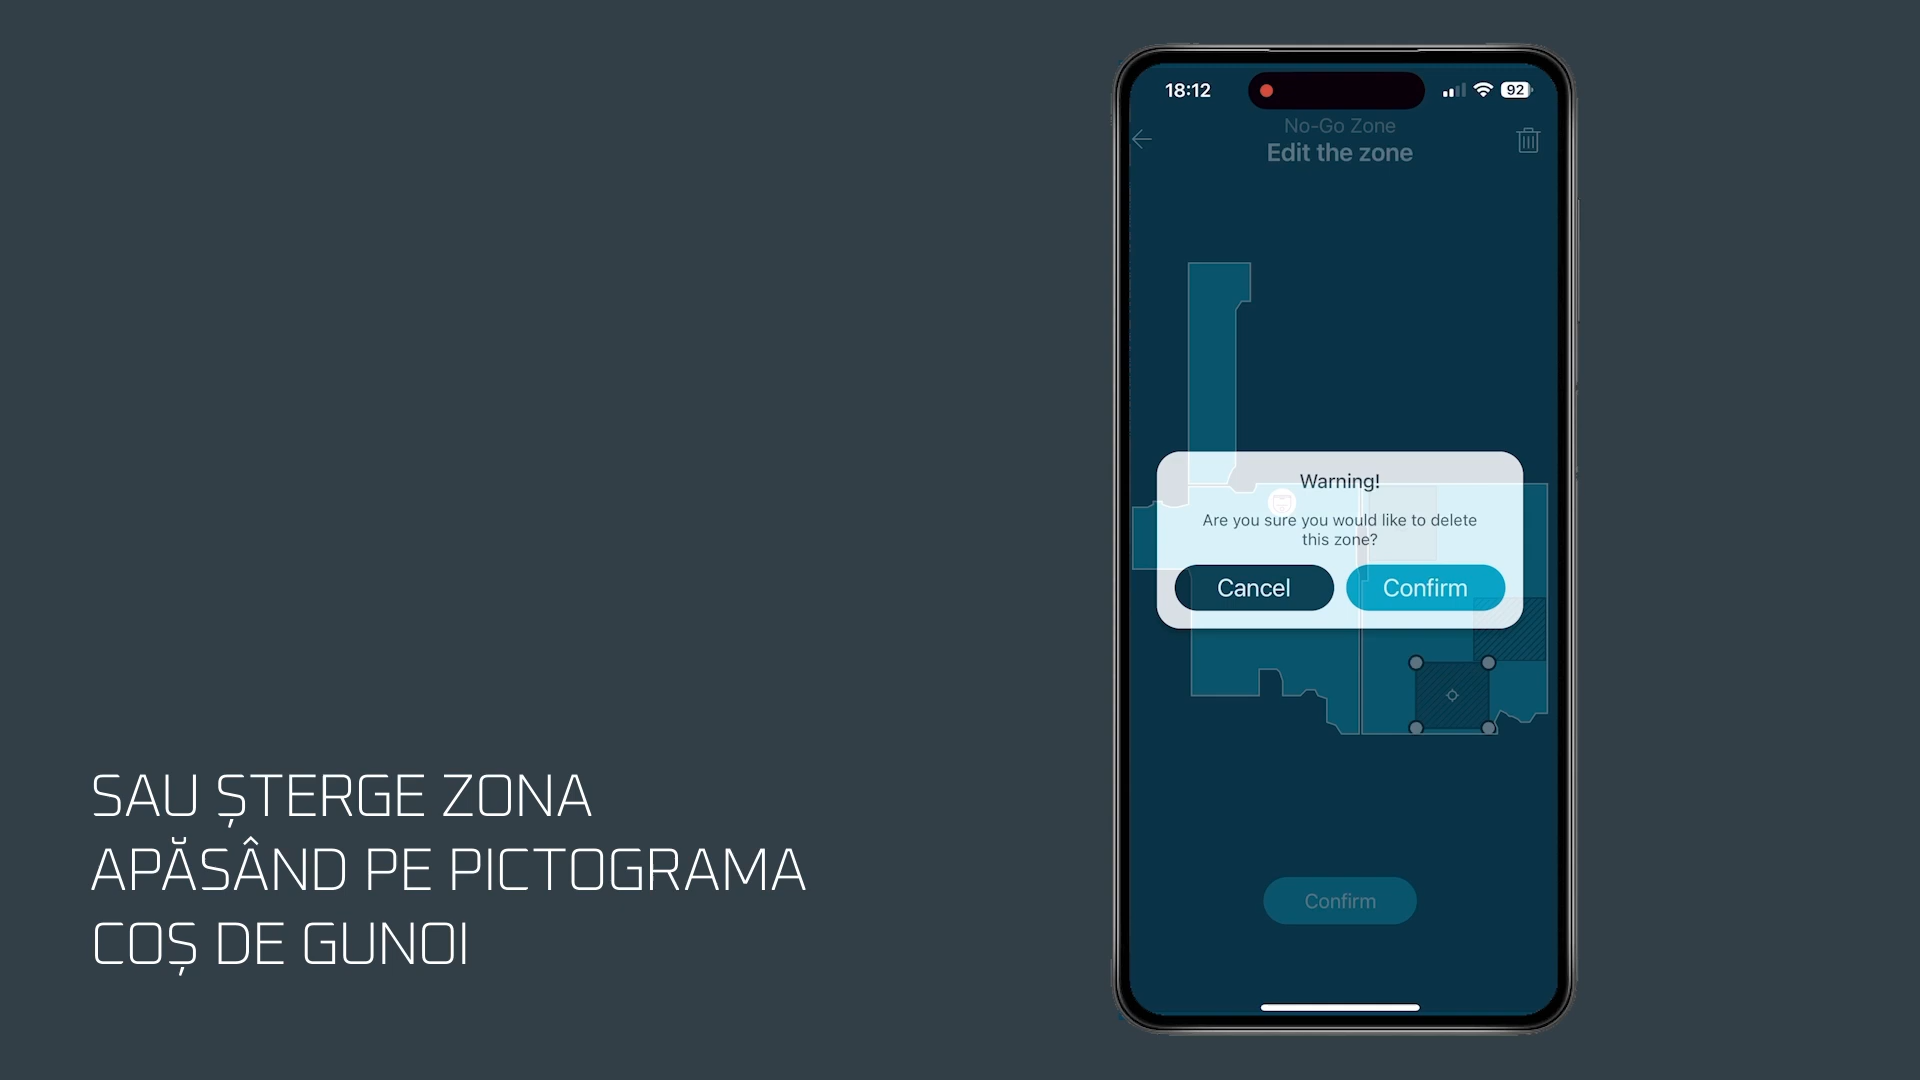 18:12
92
No-Go Zone
Edit the zone
Warning!
Are you sure you would like to delete
this zone?
Cancel
Confirm
Confirm
SAU ȘTERGE ZONA
APĂSÂND PE PICTOGRAMA
COȘ DE GUNOI